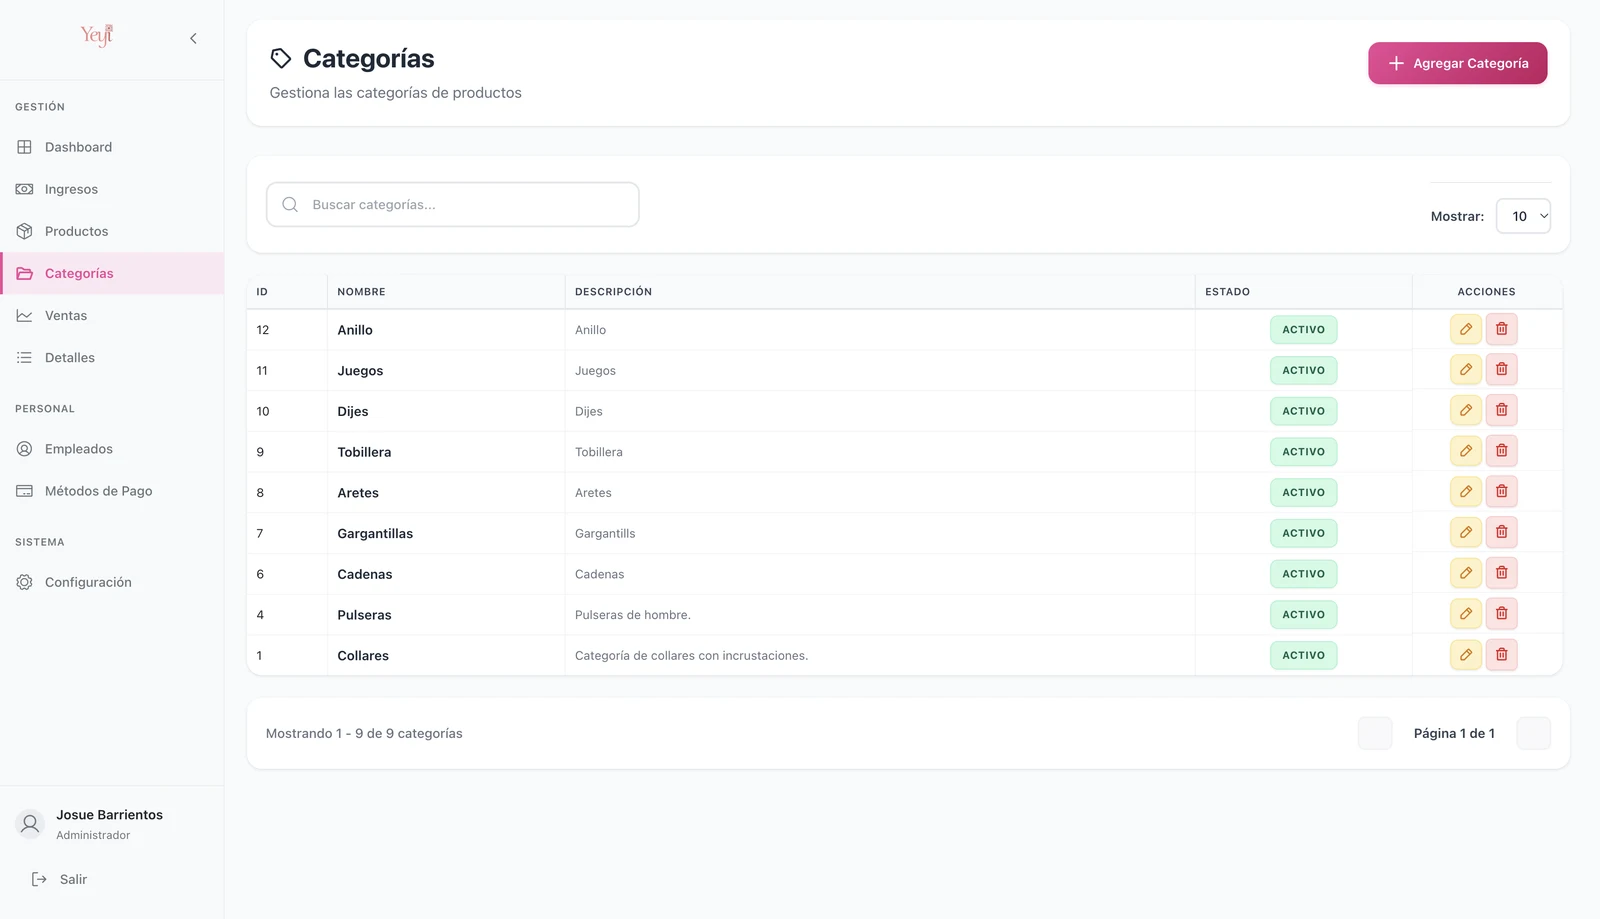 Yeyi
GESTIÓN
Dashboard
Ingresos
Productos
Categorías
Ventas
Detalles
PERSONAL
Empleados
Métodos de Pago
SISTEMA
Configuración
Josue Barrientos
Administrador
Salir
Categorías
Gestiona las categorías de productos
Agregar Categoría
Buscar categorías...
Mostrar: 10
ID NOMBRE DESCRIPCIÓN ESTADO ACCIONES
12 Anillo Anillo ACTIVO
11 Juegos Juegos ACTIVO
10 Dijes Dijes ACTIVO
9 Tobillera Tobillera ACTIVO
8 Aretes Aretes ACTIVO
7 Gargantillas Gargantills ACTIVO
6 Cadenas Cadenas ACTIVO
4 Pulseras Pulseras de hombre. ACTIVO
1 Collares Categoría de collares con incrustaciones. ACTIVO
Mostrando 1 - 9 de 9 categorías
Página 1 de 1